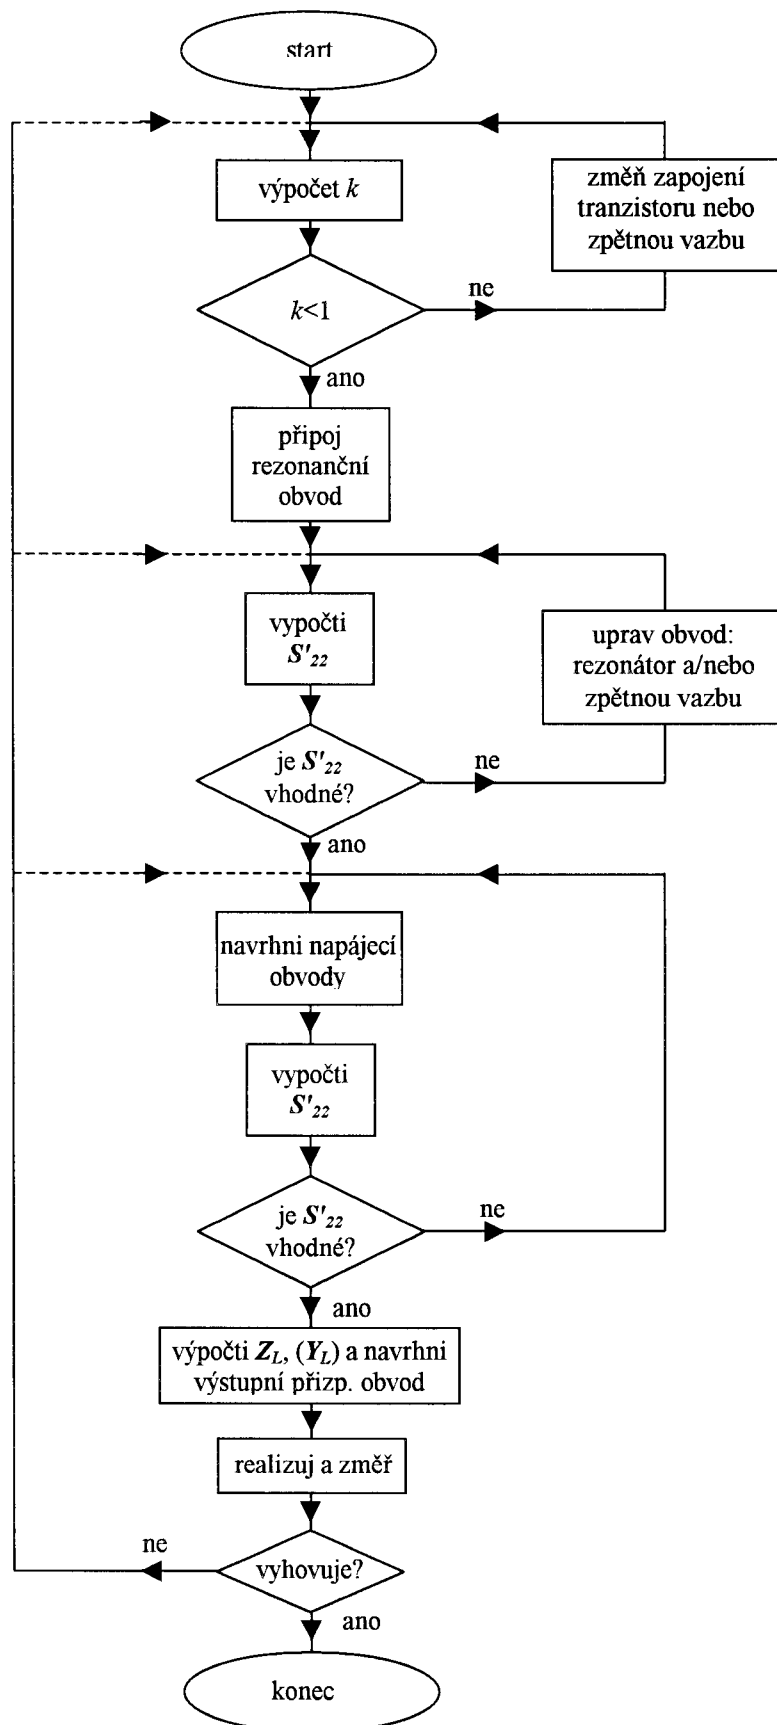 start
výpočet k
změň zapojení
tranzistoru nebo
zpětnou vazbu
k<1
ne
ano
připoj
rezonanční
obvod
vypočti
S'22
uprav obvod:
rezonátor a/nebo
zpětnou vazbu
je S'22
vhodné?
ne
ano
navrhni napájecí
obvody
vypočti
S'22
je S'22
vhodné?
ne
ano
výpočti ZL, (YL) a navrhni
výstupní přizp. obvod
realizuj a změř
vyhovuje?
ne
ano
konec